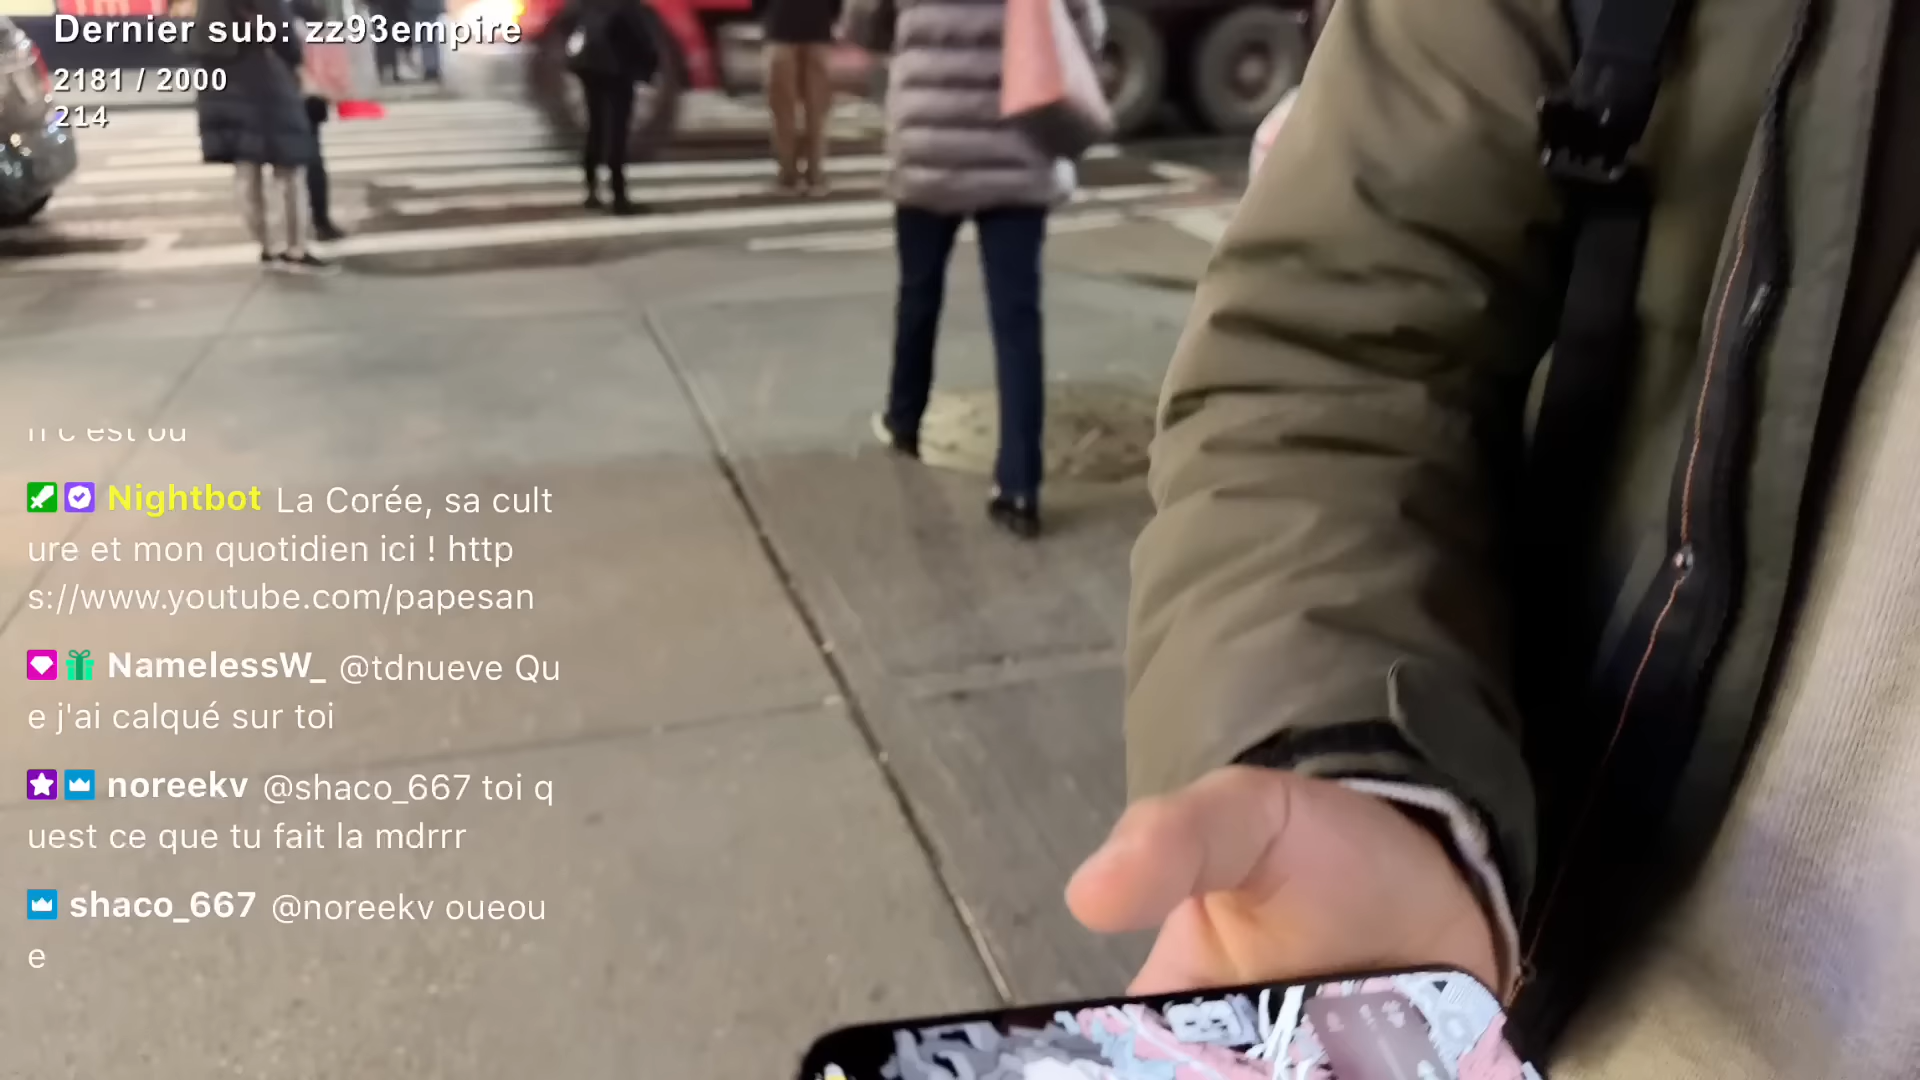 Dernier sub: zz93empire
2181 / 2000
214
n c'est ou
Nightbot La Corée, sa cult
ure et mon quotidien ici ! http
s://www.youtube.com/papesan
NamelessW_ @tdnueve Qu
e j'ai calqué sur toi
noreekv @shaco_667 toi q
uest ce que tu fait la mdrrr
shaco_667 @noreekv oueou
e